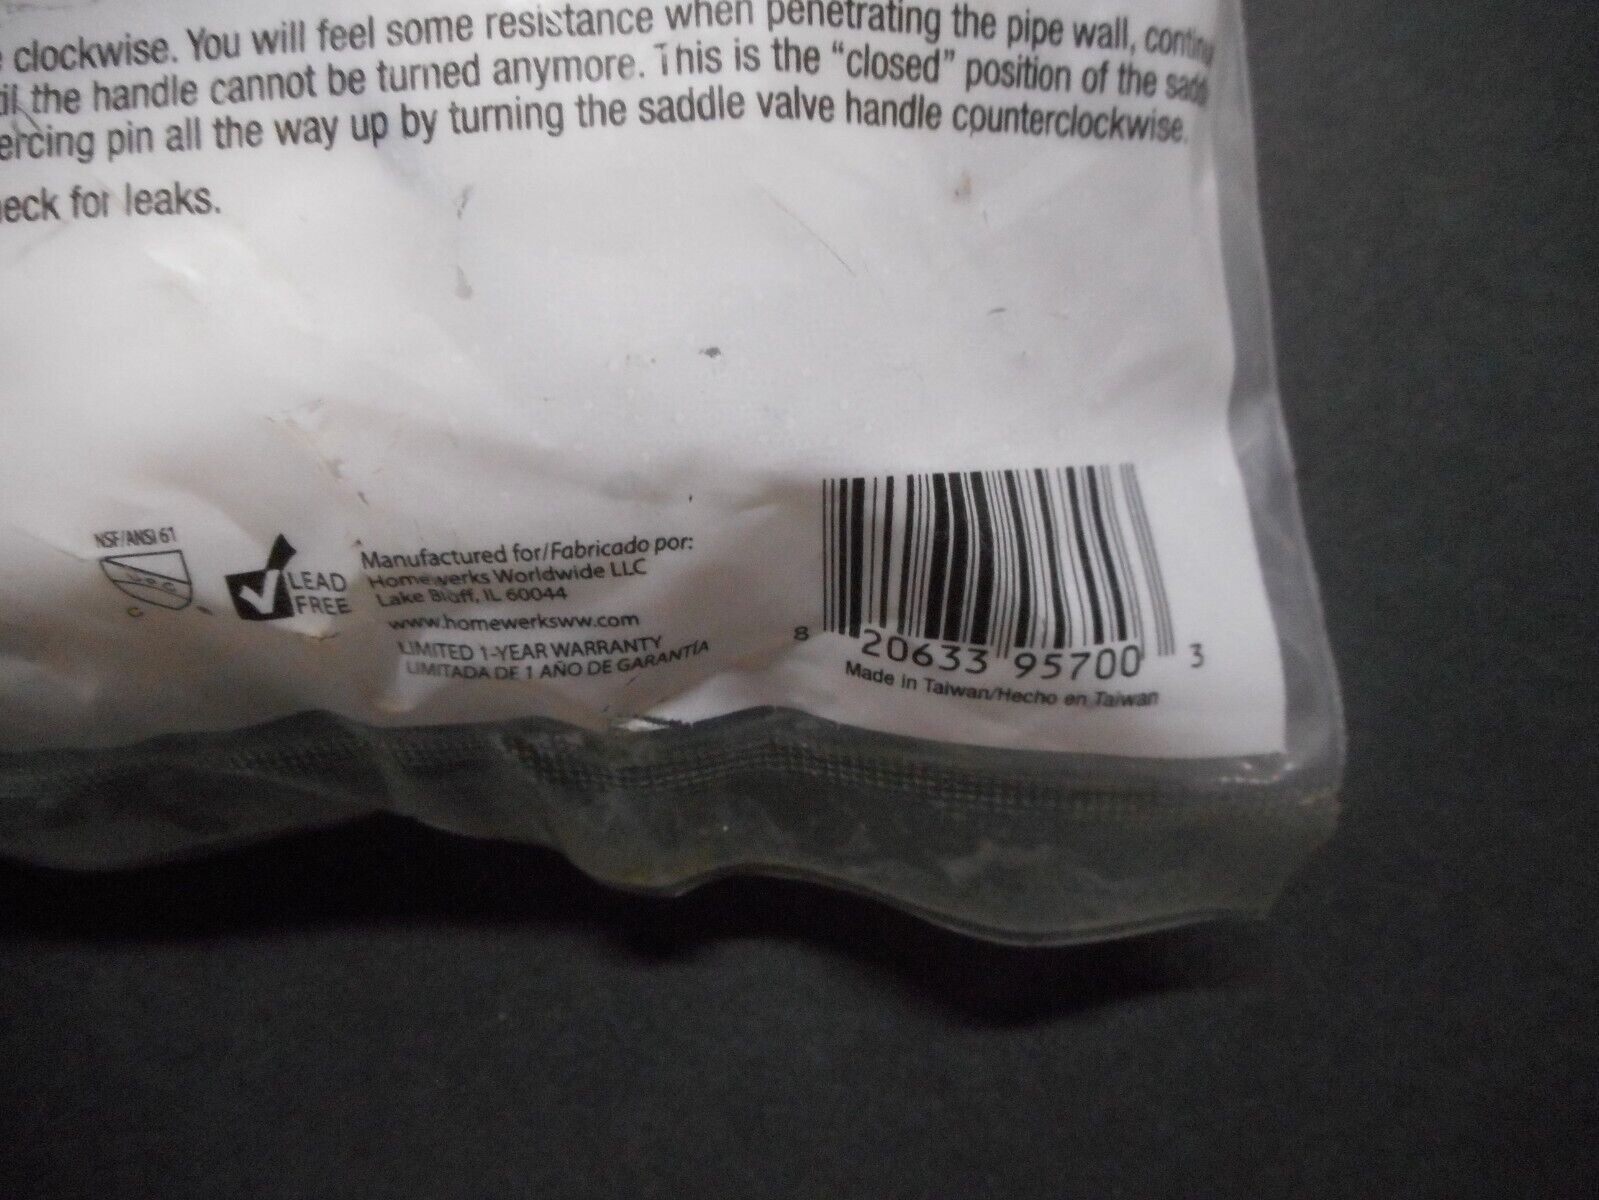 clockwise. You will feel some resistance when penetrating the pipe wall,
the handle cannot be turned anymore. This is the “closed” position of the
pin all the way up by turning the saddle valve handle counterclockwise.
for leaks.
NSF/ANSI 61
U P C
C
LEAD
FREE
Manufactured for/Fabricado por:
Homewerks Worldwide LLC
Lake Bluff, IL 60044
www.homewerksww.com
LIMITED 1-YEAR WARRANTY
LIMITADA DE 1 AÑO DE GARANTÍA
8 20633 95700 3
Made in Taiwan/Hecho en Taiwan